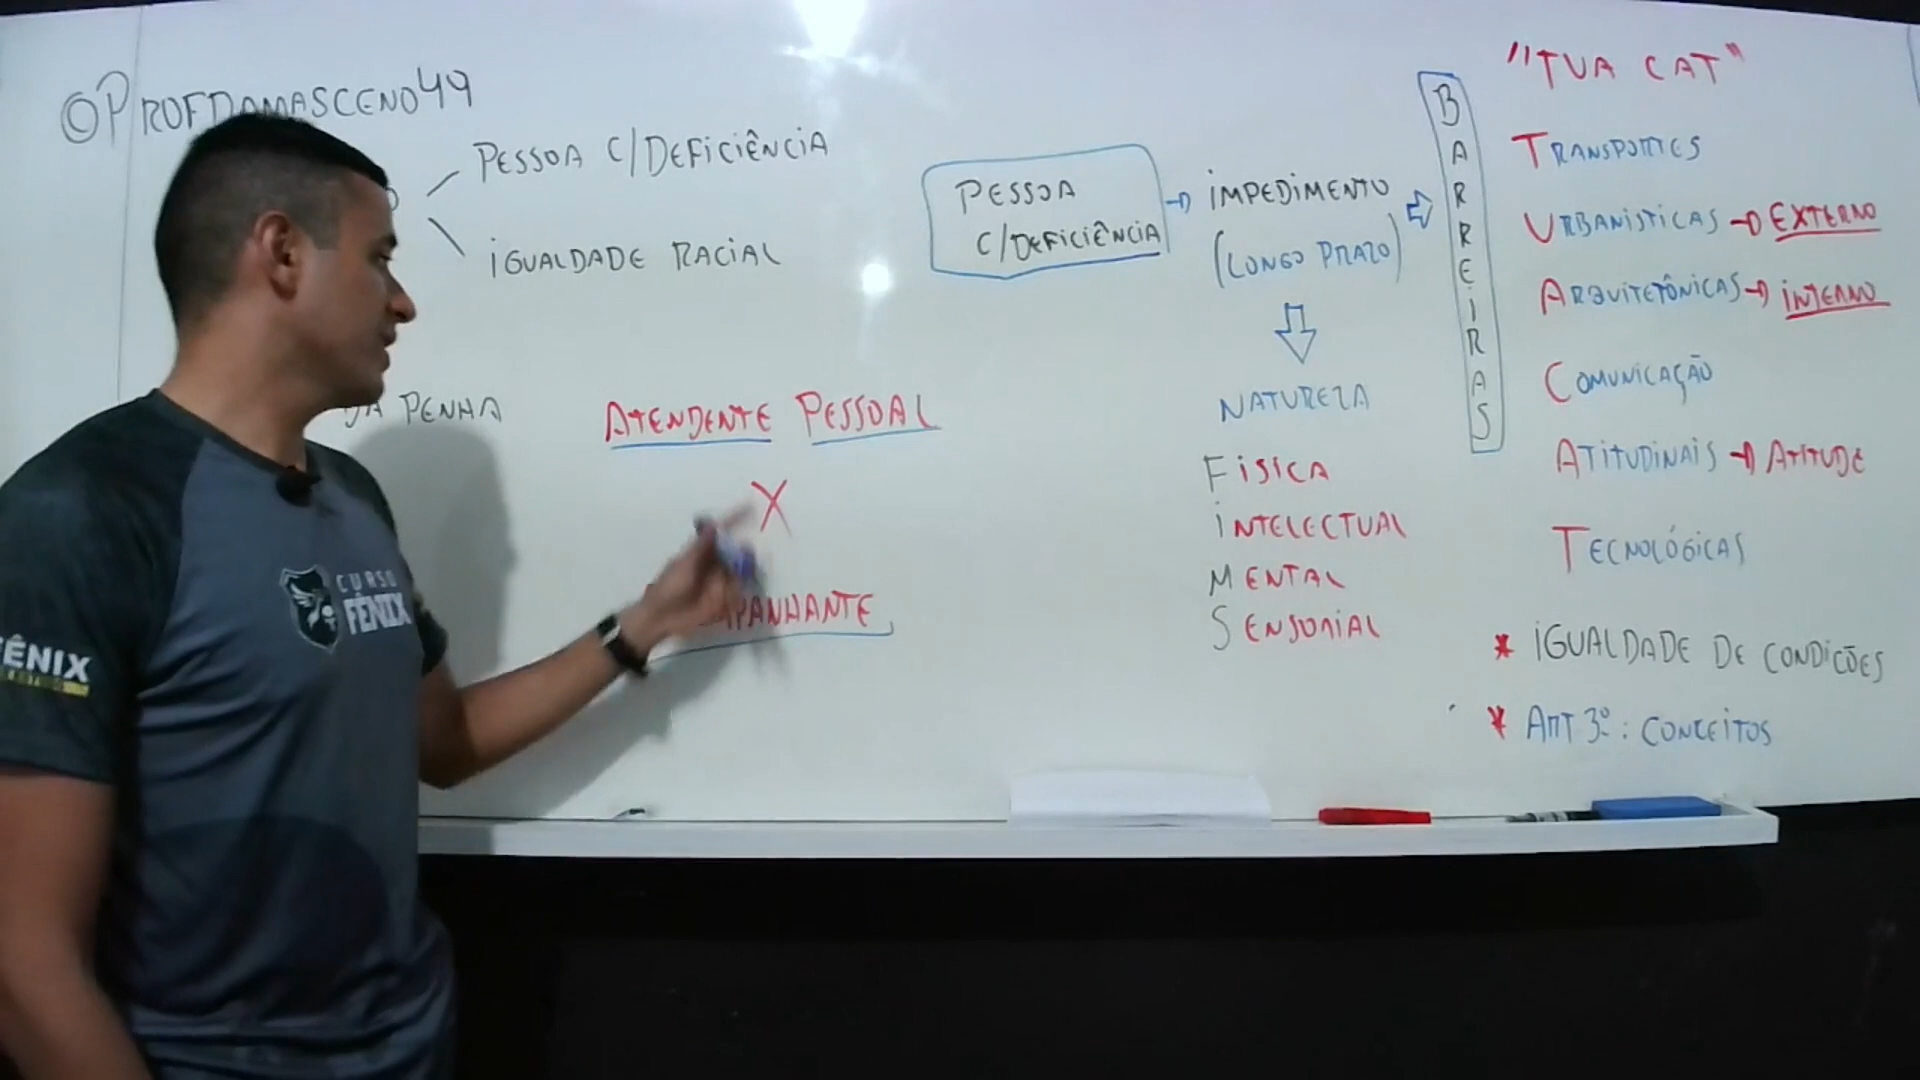 @PROFDAMASCENO49
PESSOA C/DEFICIÊNCIA
IGUALDADE RACIAL
DA PENHA
ATENDENTE PESSOAL
X
MPANHANTE
PESSOA
C/DEFICIÊNCIA
IMPEDIMENTO
(LONGO PRAZO)
NATUREZA
FÍSICA
INTELECTUAL
MENTAL
SENSORIAL
BARREIRAS
"TUA CAT"
TRANSPORTES
URBANÍSTICAS → EXTERNO
ARQUITETÔNICAS → INTERNO
COMUNICAÇÃO
ATITUDINAIS → ATITUDE
TECNOLÓGICAS
* IGUALDADE DE CONDIÇÕES
* ART 3º: CONCEITOS
CURSO
FÊNIX
FÊNIX